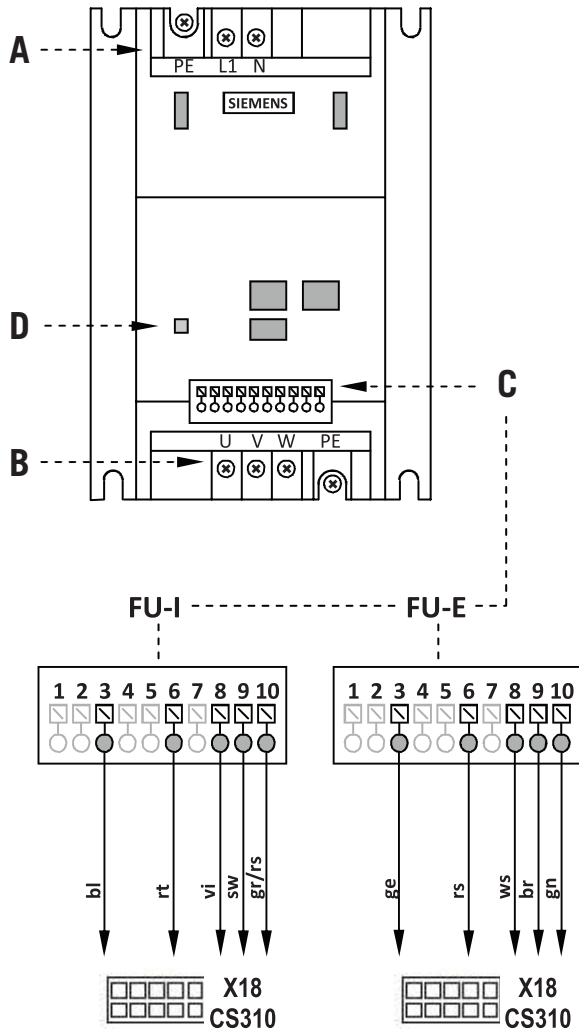 A
PE L1 N
SIEMENS
D
C
U V W PE
B
FU-I FU-E
1 2 3 4 5 6 7 8 9 10
1 2 3 4 5 6 7 8 9 10
bl rt vi sw gr/rs
ge rs ws br gn
X18
CS310
X18
CS310